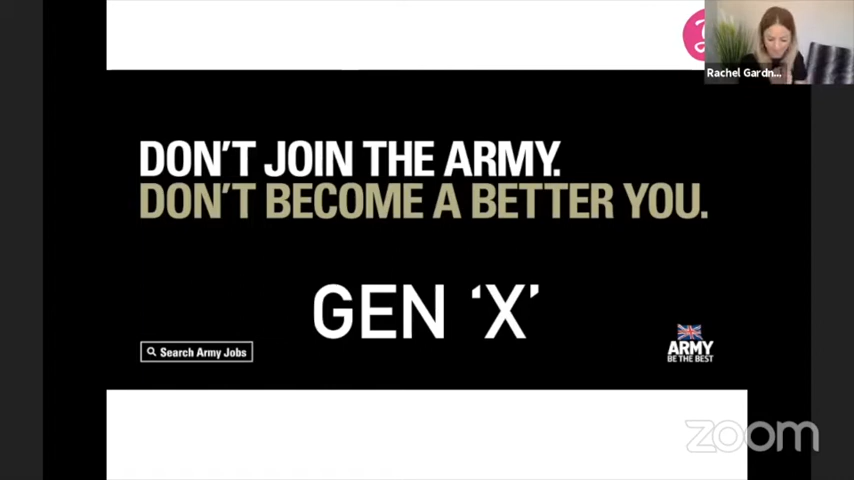 Rachel Gardn...
DON'T JOIN THE ARMY.
DON'T BECOME A BETTER YOU.
GEN ‘X’
Search Army Jobs
ARMY
BE THE BEST
zoom